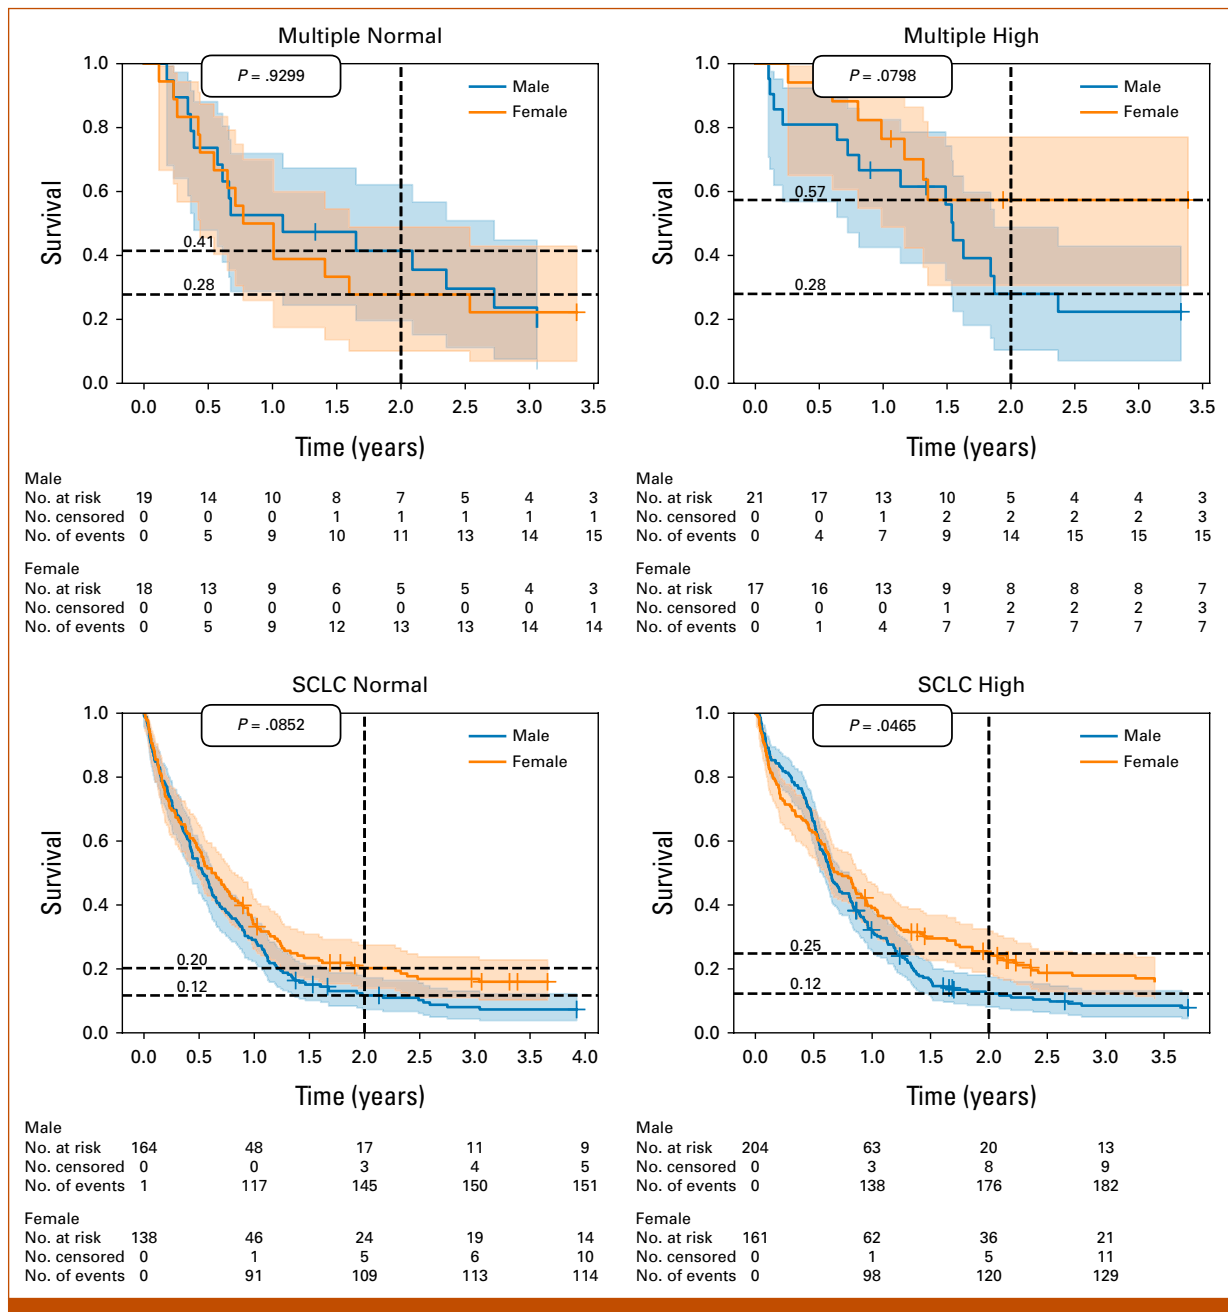 Multiple Normal
P = .9299
Male
Female
Survival
1.0
0.8
0.6
0.4
0.2
0.0
0.41
0.28
0.0 0.5 1.0 1.5 2.0 2.5 3.0 3.5
Time (years)
Male
No. at risk 19 14 10 8 7 5 4 3
No. censored 0 0 0 1 1 1 1 1
No. of events 0 5 9 10 11 13 14 15
Female
No. at risk 18 13 9 6 5 5 4 3
No. censored 0 0 0 0 0 0 0 1
No. of events 0 5 9 12 13 13 14 14
Multiple High
P = .0798
Male
Female
Survival
1.0
0.8
0.6
0.4
0.2
0.0
0.57
0.28
0.0 0.5 1.0 1.5 2.0 2.5 3.0 3.5
Time (years)
Male
No. at risk 21 17 13 10 5 4 4 3
No. censored 0 0 1 2 2 2 2 3
No. of events 0 4 7 9 14 15 15 15
Female
No. at risk 17 16 13 9 8 8 8 7
No. censored 0 0 0 1 2 2 2 3
No. of events 0 1 4 7 7 7 7 7
SCLC Normal
P = .0852
Male
Female
Survival
1.0
0.8
0.6
0.4
0.2
0.0
0.20
0.12
0.0 0.5 1.0 1.5 2.0 2.5 3.0 3.5 4.0
Time (years)
Male
No. at risk 164 48 17 11 9
No. censored 0 0 3 4 5
No. of events 1 117 145 150 151
Female
No. at risk 138 46 24 19 14
No. censored 0 1 5 6 10
No. of events 0 91 109 113 114
SCLC High
P = .0465
Male
Female
Survival
1.0
0.8
0.6
0.4
0.2
0.0
0.25
0.12
0.0 0.5 1.0 1.5 2.0 2.5 3.0 3.5
Time (years)
Male
No. at risk 204 63 20 13
No. censored 0 3 8 9
No. of events 0 138 176 182
Female
No. at risk 161 62 36 21
No. censored 0 1 5 11
No. of events 0 98 120 129